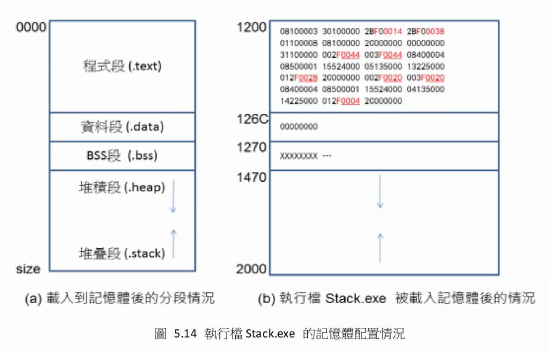 0000
程式段 (.text)
資料段 (.data)
BSS段 (.bss)
堆積段 (.heap)
堆叠段 (.stack)
size
(a) 載入到記憶體後的分段情況
1200
08100003 30100000 2BF00014 2BF00038
01100008 08100000 20000000 00000000
31100000 002F0044 003F0044 08400004
08500001 15524000 05135000 13225000
012F0028 20000000 002F0020 003F0020
08400004 08500001 15524000 04135000
14225000 012F0004 20000000
126C
00000000
1270
XXXXXXXX …
1470
2000
(b) 執行檔 Stack.exe 被載入記憶體後的情況
圖 5.14 執行檔 Stack.exe 的記憶體配置情況